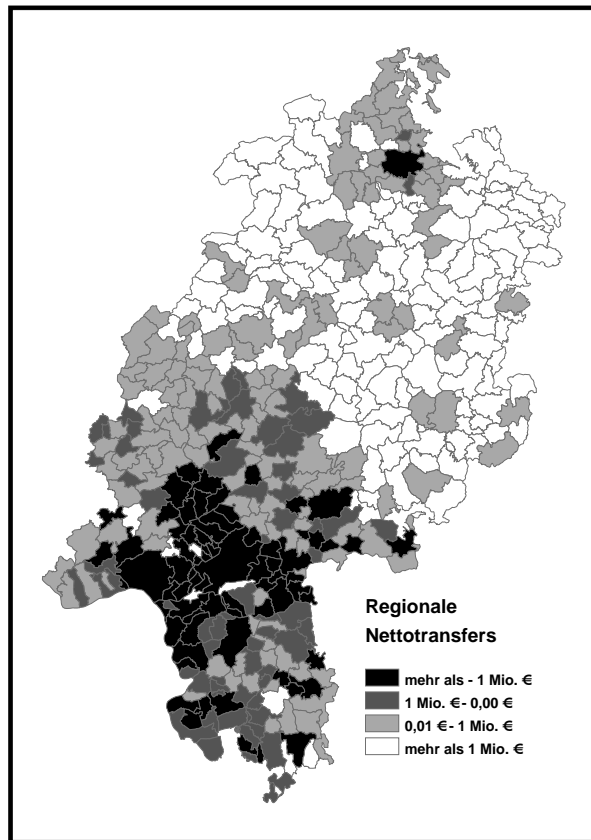 Regionale
Nettotransfers
mehr als - 1 Mio. €
1 Mio. € - 0,00 €
0,01 € - 1 Mio. €
mehr als 1 Mio. €